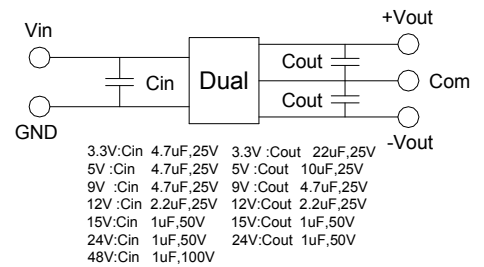 Vin
+Vout
Cout
Cin
Dual
Com
Cout
GND
-Vout
3.3V:Cin 4.7uF,25V 3.3V :Cout 22uF,25V
5V :Cin 4.7uF,25V 5V :Cout 10uF,25V
9V :Cin 4.7uF,25V 9V :Cout 4.7uF,25V
12V :Cin 2.2uF,25V 12V:Cout 2.2uF,25V
15V:Cin 1uF,50V 15V:Cout 1uF,50V
24V:Cin 1uF,50V 24V:Cout 1uF,50V
48V:Cin 1uF,100V